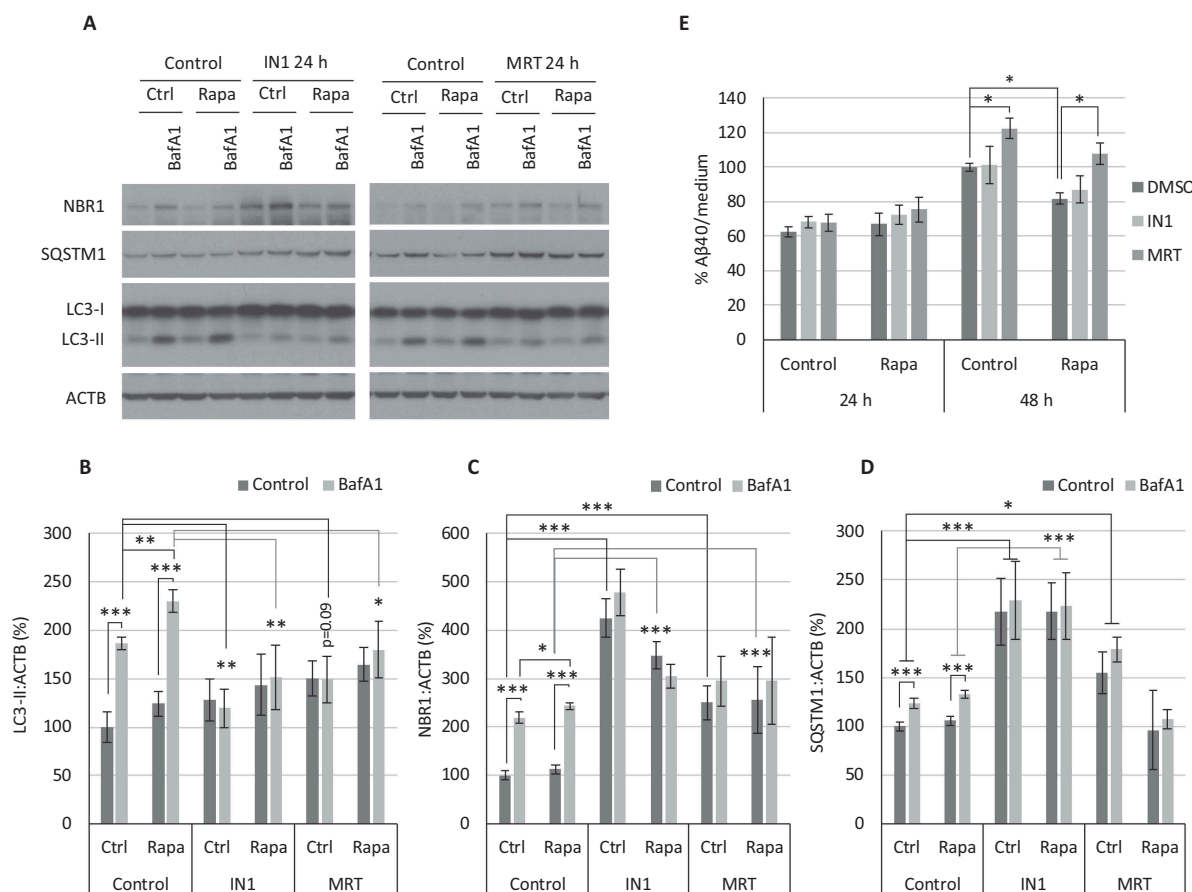 A
Control
IN1 24 h
Control
MRT 24 h
Ctrl Rapa Ctrl Rapa Ctrl Rapa Ctrl Rapa
BafA1 BafA1 BafA1 BafA1 BafA1 BafA1 BafA1 BafA1
NBR1
SQSTM1
LC3-I
LC3-II
ACTB
E
% Aβ40/medium
140
120
100
80
60
40
20
0
*
* *
DMSO
IN1
MRT
Control Rapa Control Rapa
24 h 48 h
B
Control BafA1
LC3-II:ACTB (%)
300
250
200
150
100
50
0
**
*** ***
** ** p=0.09 *
Ctrl Rapa Ctrl Rapa Ctrl Rapa
Control IN1 MRT
C
Control BafA1
NBR1:ACTB (%)
600
500
400
300
200
100
0
***
***
*
*** *** *** ***
Ctrl Rapa Ctrl Rapa Ctrl Rapa
Control IN1 MRT
D
Control BafA1
SQSTM1:ACTB (%)
300
250
200
150
100
50
0
*
*** ***
*** ***
Ctrl Rapa Ctrl Rapa Ctrl Rapa
Control IN1 MRT